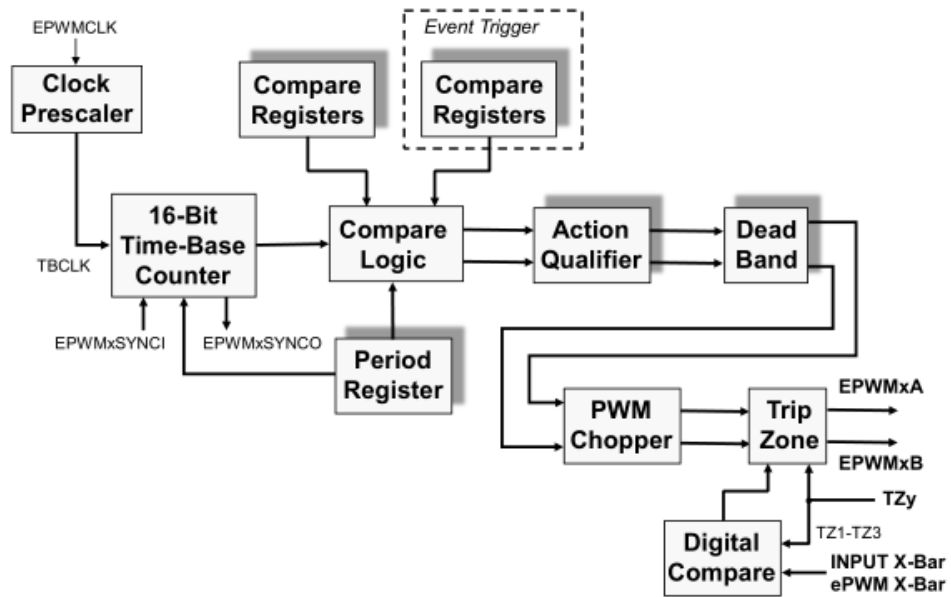 EPWMCLK
Clock
Prescaler
TBCLK
Compare
Registers
Event Trigger
Compare
Registers
16-Bit
Time-Base
Counter
EPWMxSYNCI
EPWMxSYNCO
Compare
Logic
Period
Register
Action
Qualifier
Dead
Band
PWM
Chopper
Trip
Zone
EPWMxA
EPWMxB
TZy
TZ1-TZ3
Digital
Compare
INPUT X-Bar
ePWM X-Bar